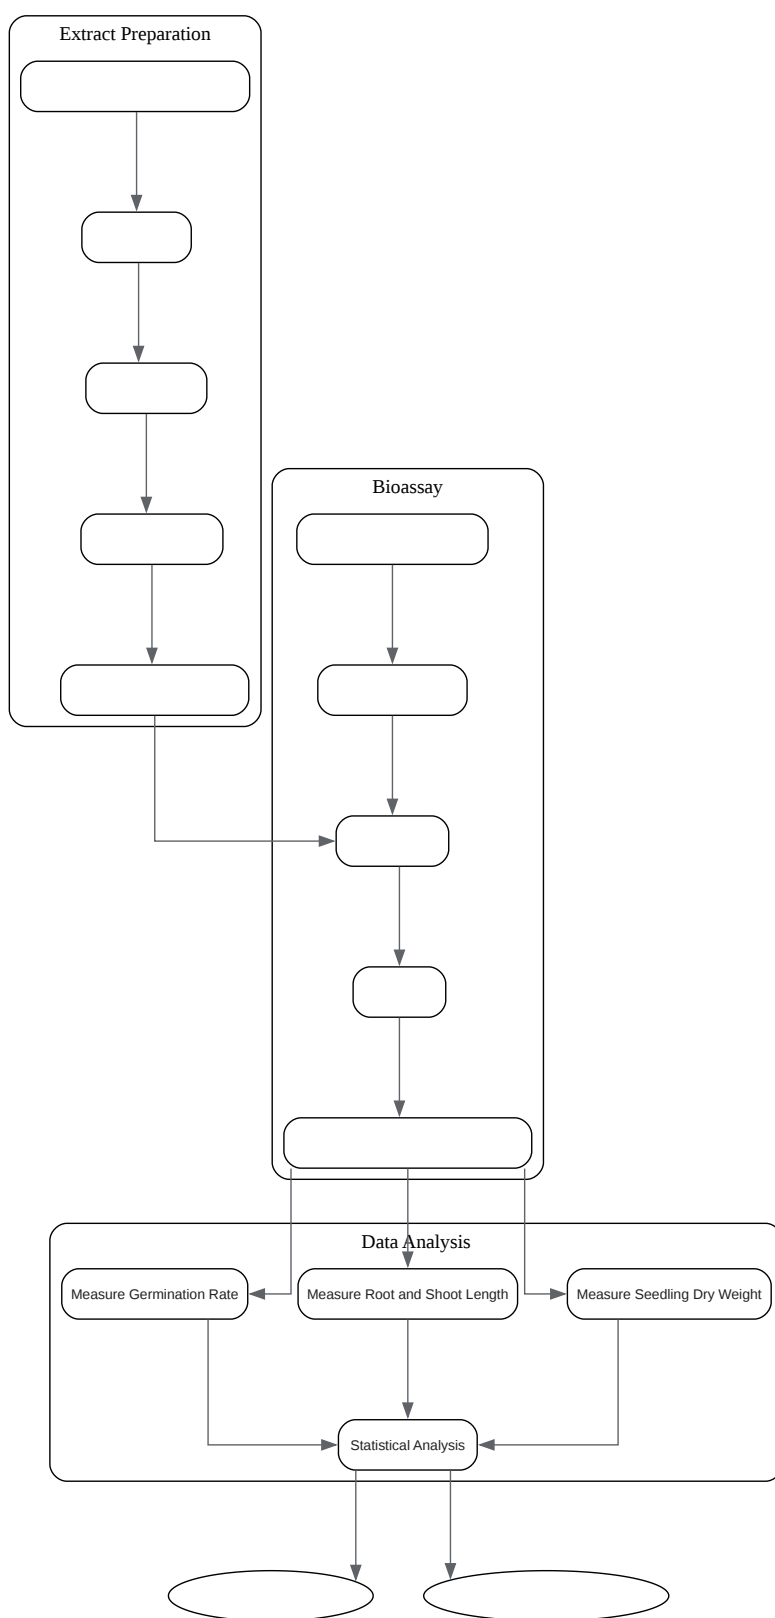 Extract Preparation
Bioassay
Data Analysis
Measure Germination Rate
Measure Root and Shoot Length
Measure Seedling Dry Weight
Statistical Analysis